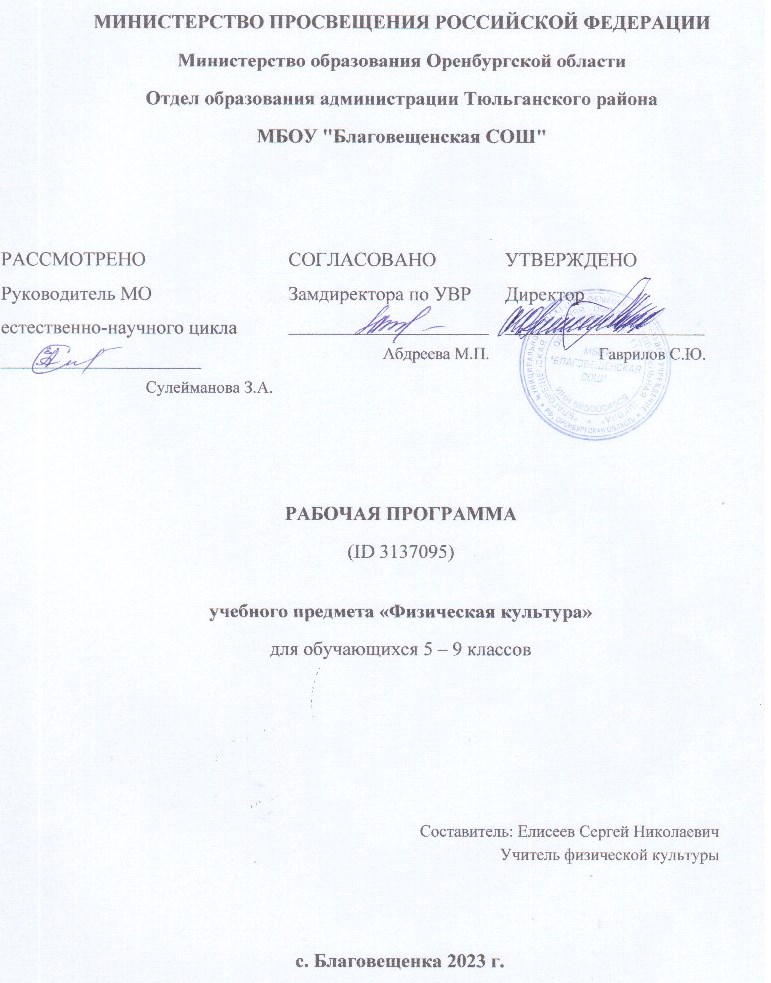 МИНИСТЕРСТВО ПРОСВЕЩЕНИЯ РОССИЙСКОЙ ФЕДЕРАЦИИ
Министерство образования Оренбургской области
Отдел образования администрации Тюльганского района
МБОУ "Благовещенская СОШ"
РАССМОТРЕНО
Руководитель МО
естественно-научного цикла
Сулейманова З.А.
СОГЛАСОВАНО
Замдиректора по УВР
Абдреева М.П.
УТВЕРЖДЕНО
Директор
Гаврилов С.Ю.
"БЛАГОВЕЩЕНСКАЯ
СОШ"
РАБОЧАЯ ПРОГРАММА
(ID 3137095)
учебного предмета «Физическая культура»
для обучающихся 5 – 9 классов
Составитель: Елисеев Сергей Николаевич
Учитель физической культуры
с. Благовещенка 2023 г.